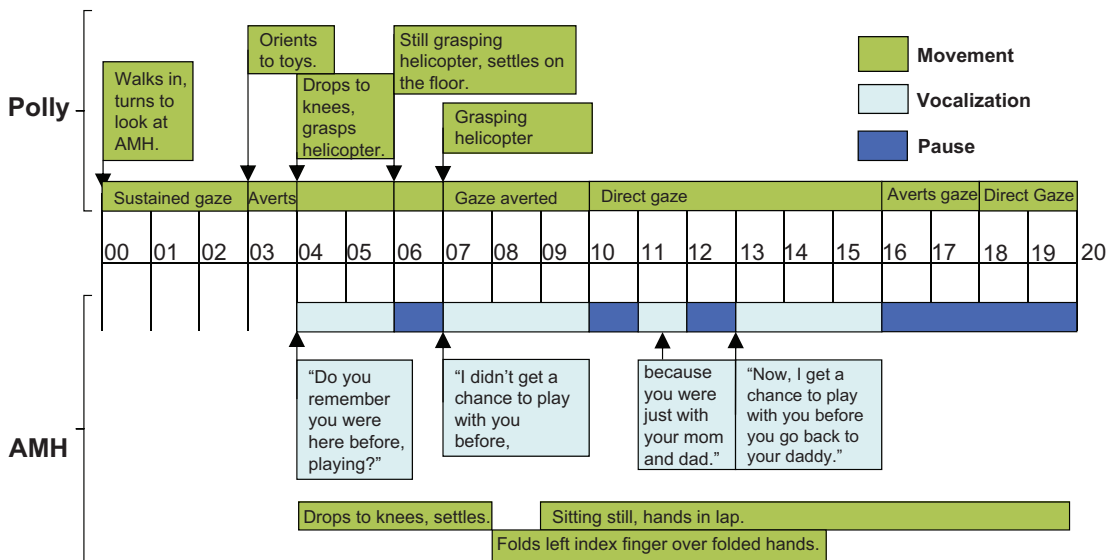 Polly
Walks in,
turns to
look at
AMH.
Orients
to toys.
Drops to
knees,
grasps
helicopter.
Still grasping
helicopter, settles on
the floor.
Grasping
helicopter
Movement
Vocalization
Pause
Sustained gaze
Averts
Gaze averted
Direct gaze
Averts gaze
Direct Gaze
00 01 02 03 04 05 06 07 08 09 10 11 12 13 14 15 16 17 18 19 20
AMH
“Do you
remember
you were
here before,
playing?”
“I didn’t get a
chance to play
with you
before,
because
you were
just with
your mom
and dad.”
“Now, I get a
chance to play
with you before
you go back to
your daddy.”
Drops to knees, settles.
Sitting still, hands in lap.
Folds left index finger over folded hands.